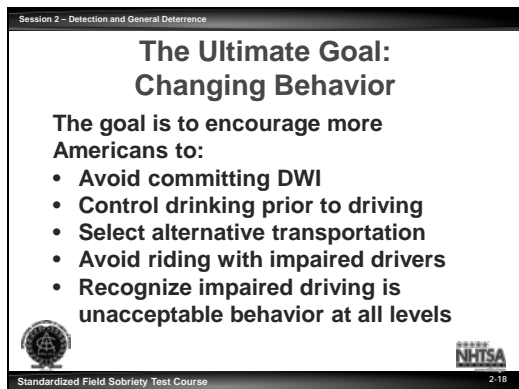 Session 2 – Detection and General Deterrence
The Ultimate Goal:
Changing Behavior
The goal is to encourage more
Americans to:
• Avoid committing DWI
• Control drinking prior to driving
• Select alternative transportation
• Avoid riding with impaired drivers
• Recognize impaired driving is
unacceptable behavior at all levels
NHTSA
Standardized Field Sobriety Test Course
2-18